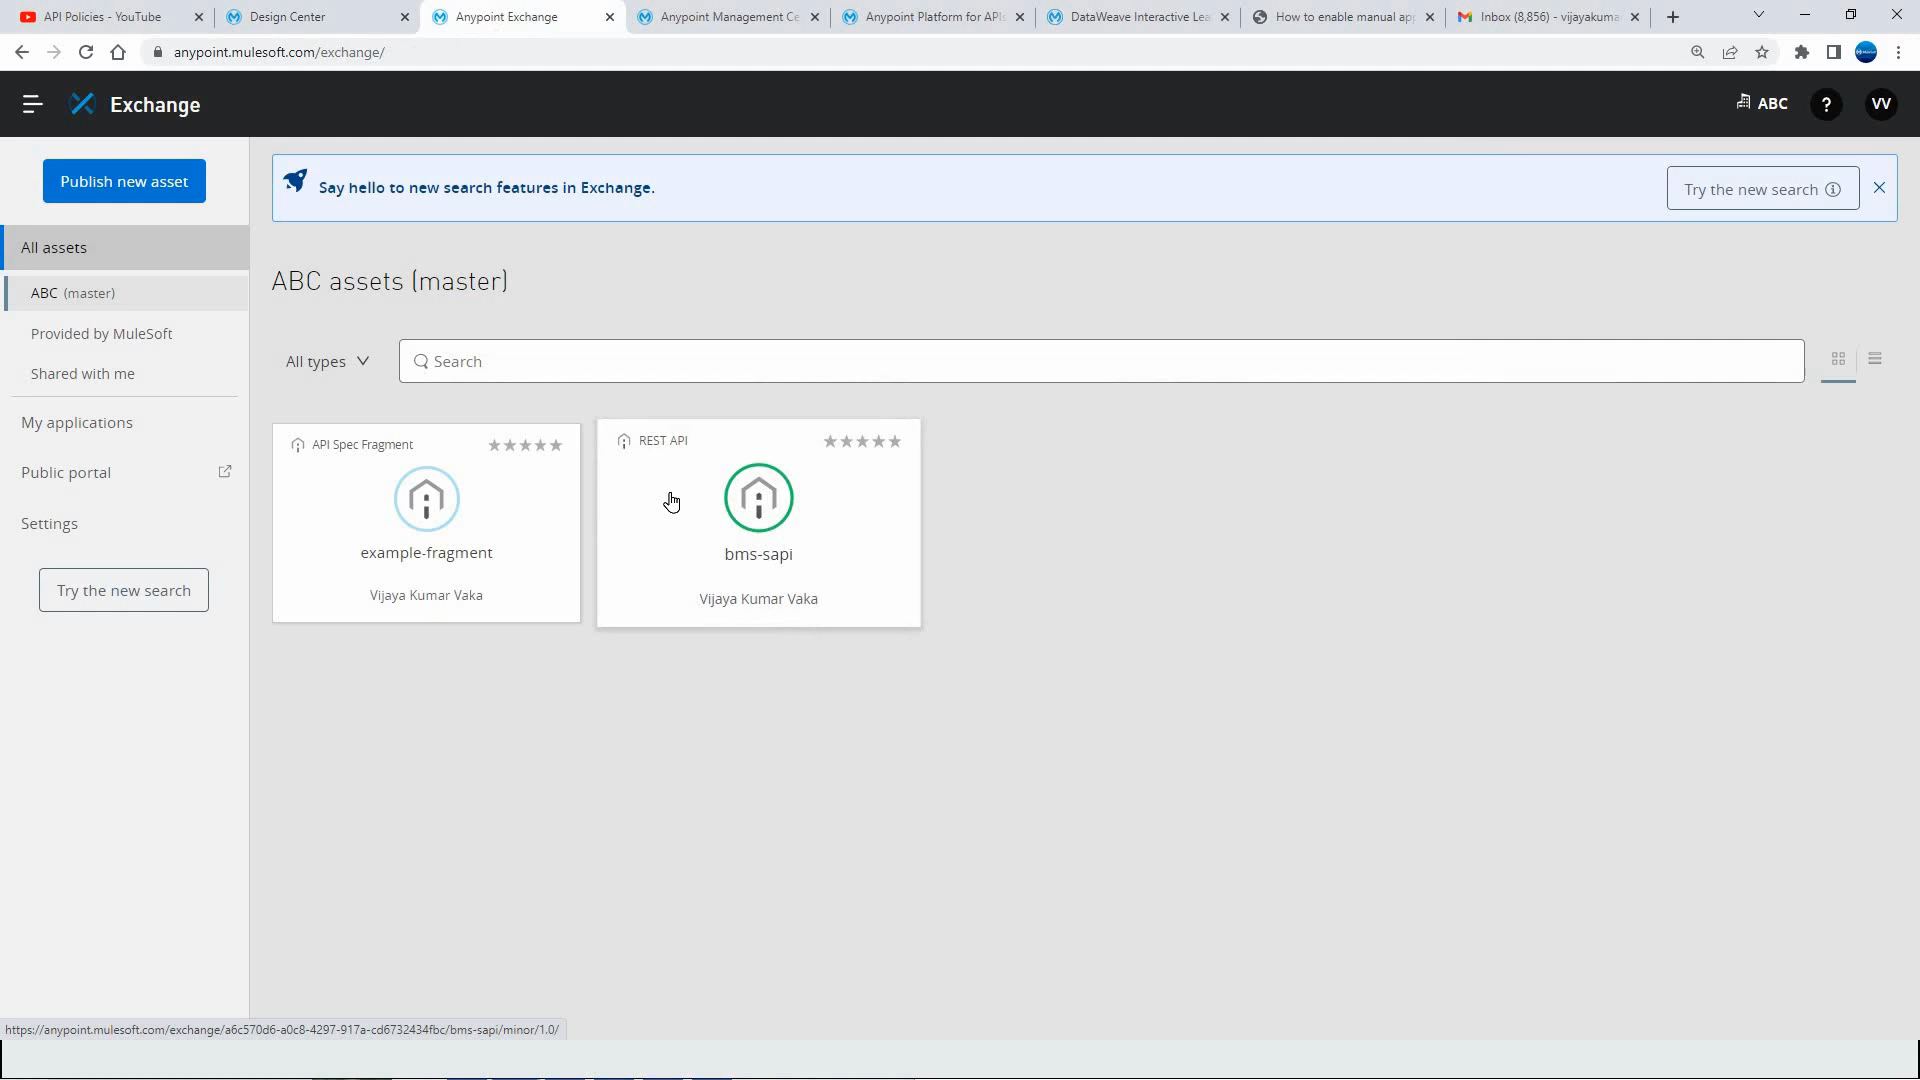 API Policies - YouTube
Design Center
Anypoint Exchange
Anypoint Management Ce
Anypoint Platform for APIs
DataWeave Interactive Lea
How to enable manual app
Inbox (8,856) - vijayakuma
anypoint.mulesoft.com/exchange/
Exchange
ABC
?
VV
Publish new asset
Say hello to new search features in Exchange.
Try the new search
All assets
ABC (master)
Provided by MuleSoft
Shared with me
My applications
Public portal
Settings
Try the new search
ABC assets (master)
All types
Search
API Spec Fragment
example-fragment
Vijaya Kumar Vaka
REST API
bms-sapi
Vijaya Kumar Vaka
https://anypoint.mulesoft.com/exchange/a6c570d6-a0c8-4297-917a-cd6732434fbc/bms-sapi/minor/1.0/